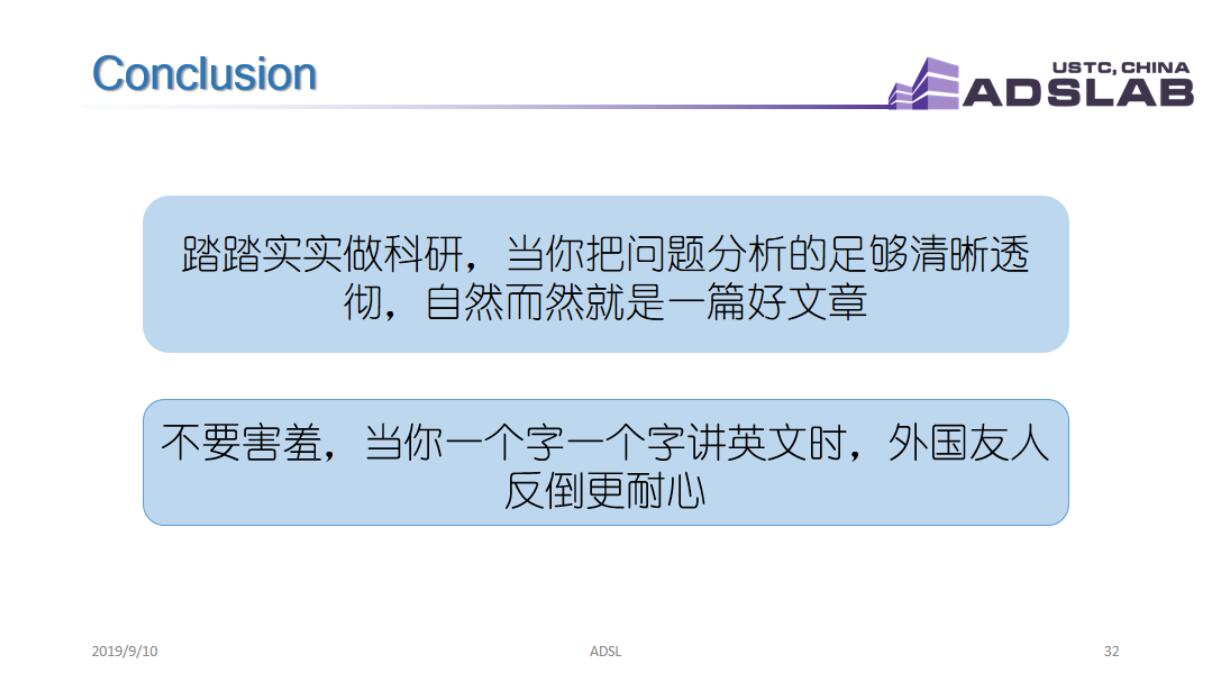 Conclusion
USTC, CHINA
ADSLAB
踏踏实实做科研，当你把问题分析的足够清晰透
彻，自然而然就是一篇好文章
不要害羞，当你一个字一个字讲英文时，外国友人
反倒更耐心
2019/9/10
ADSL
32